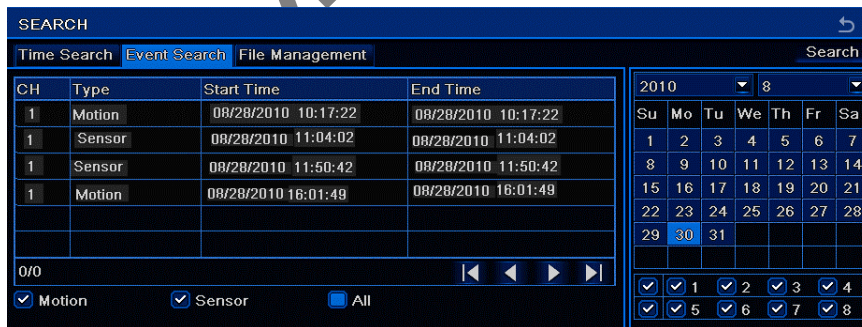 SEARCH
Time Search Event Search File Management Search
CH Type Start Time End Time
1 Motion 08/28/2010 10:17:22 08/28/2010 10:17:22
1 Sensor 08/28/2010 11:04:02 08/28/2010 11:04:02
1 Sensor 08/28/2010 11:50:42 08/28/2010 11:50:42
1 Motion 08/28/2010 16:01:49 08/28/2010 16:01:49
0/0
Motion Sensor All
2010 8
Su Mo Tu We Th Fr Sa
1 2 3 4 5 6 7
8 9 10 11 12 13 14
15 16 17 18 19 20 21
22 23 24 25 26 27 28
29 30 31
1 2 3 4
5 6 7 8